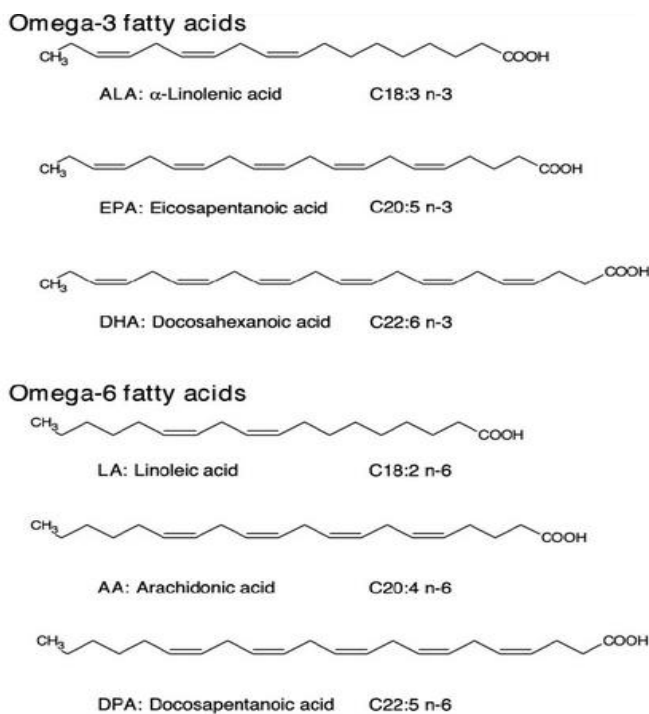 Omega-3 fatty acids
CH3 COOH
ALA: α-Linolenic acid C18:3 n-3
CH3 COOH
EPA: Eicosapentanoic acid C20:5 n-3
CH3 COOH
DHA: Docosahexanoic acid C22:6 n-3
Omega-6 fatty acids
CH3 COOH
LA: Linoleic acid C18:2 n-6
CH3 COOH
AA: Arachidonic acid C20:4 n-6
CH3 COOH
DPA: Docosapentanoic acid C22:5 n-6